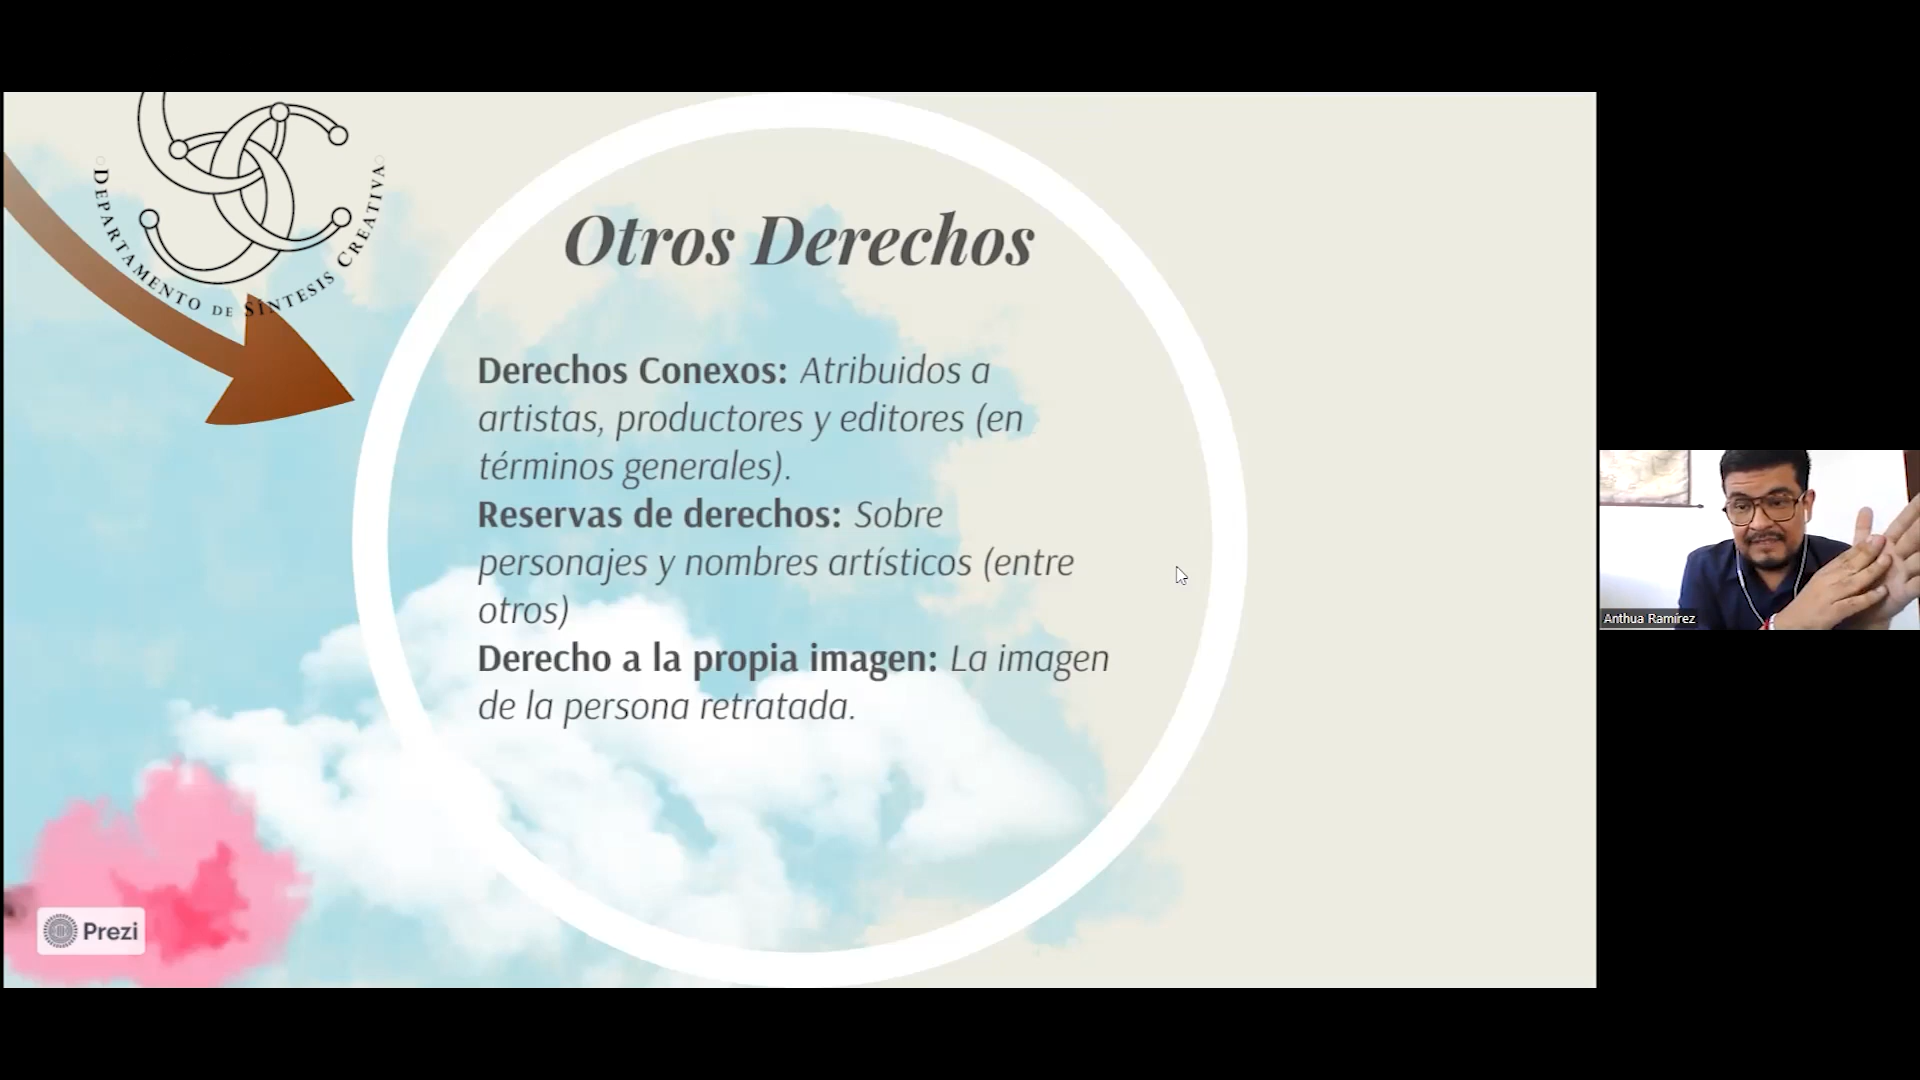 DEPARTAMENTO DE SÍNTESIS CREATIVA
Otros Derechos
Derechos Conexos: Atribuidos a
artistas, productores y editores (en
términos generales).
Reservas de derechos: Sobre
personajes y nombres artísticos (entre
otros)
Derecho a la propia imagen: La imagen
de la persona retratada.
Anthua Ramírez
Prezi